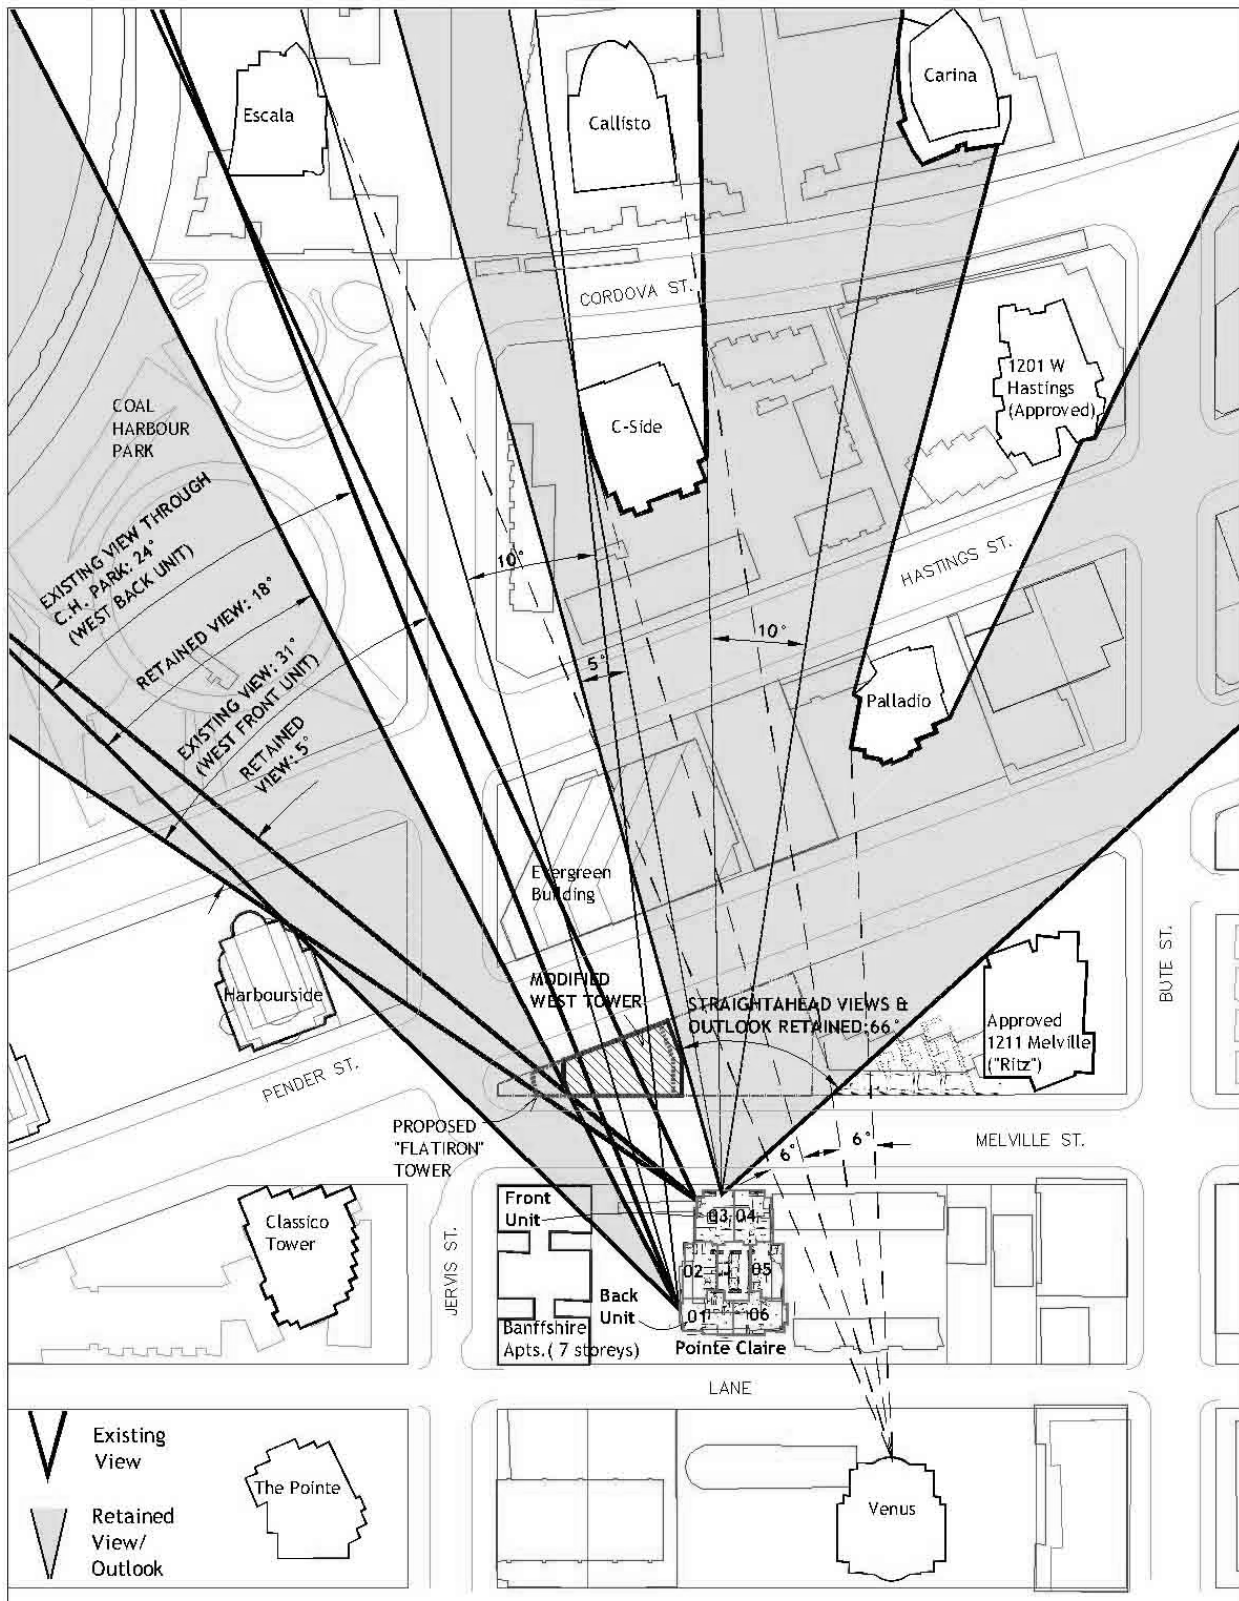 Escala
Callisto
Carina
CORDOVA ST.
1201 W
Hastings
(Approved)
COAL
HARBOUR
PARK
C-Side
EXISTING VIEW THROUGH
C.H. PARK: 24°
(WEST BACK UNIT)
RETAINED VIEW: 18°
EXISTING VIEW: 31°
(WEST FRONT UNIT)
RETAINED
VIEW: 5°
10°
5°
10°
HASTINGS ST.
Palladio
Evergreen
Building
Harbourside
MODIFIED
WEST TOWER
STRAIGHTAHEAD VIEWS &
OUTLOOK RETAINED:66°
Approved
1211 Melville
("Ritz")
BUTE ST.
PENDER ST.
PROPOSED
"FLATIRON"
TOWER
6°
6°
MELVILLE ST.
Classico
Tower
JERVIS ST.
Front
Unit
03
04
02
05
Back
Unit
01
06
Banffshire
Apts.( 7 storeys)
Pointe Claire
LANE
Existing
View
Retained
View/
Outlook
The Pointe
Venus